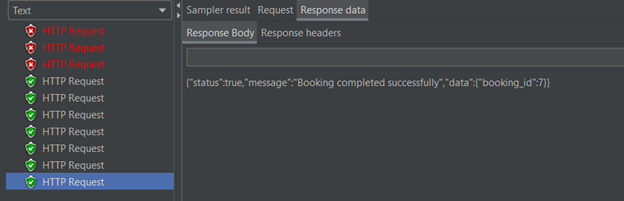 Text
Sampler result Request Response data
Response Body Response headers
HTTP Request
HTTP Request
HTTP Request
HTTP Request
HTTP Request
HTTP Request
HTTP Request
HTTP Request
HTTP Request
HTTP Request
{"status":true,"message":"Booking completed successfully","data":{"booking_id":7}}